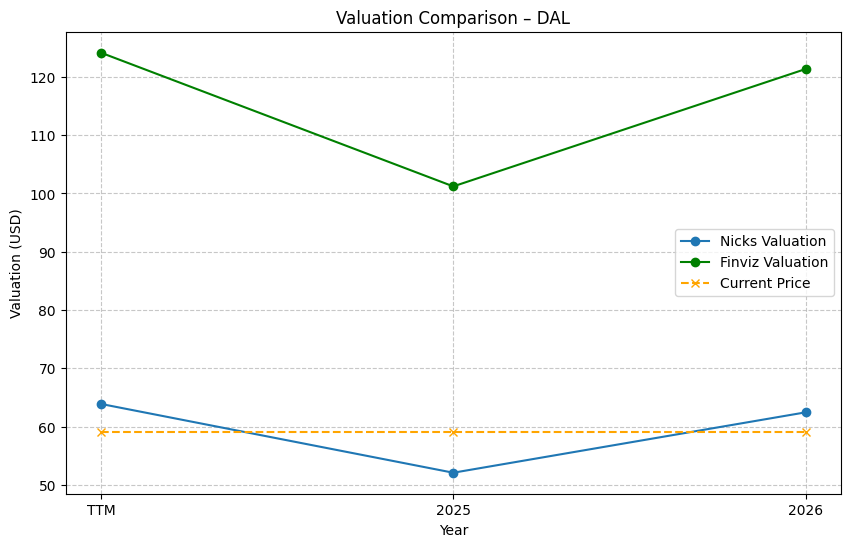 Valuation Comparison – DAL
Valuation (USD)
120
110
100
90
80
70
60
50
Nicks Valuation
Finviz Valuation
Current Price
TTM
2025
2026
Year